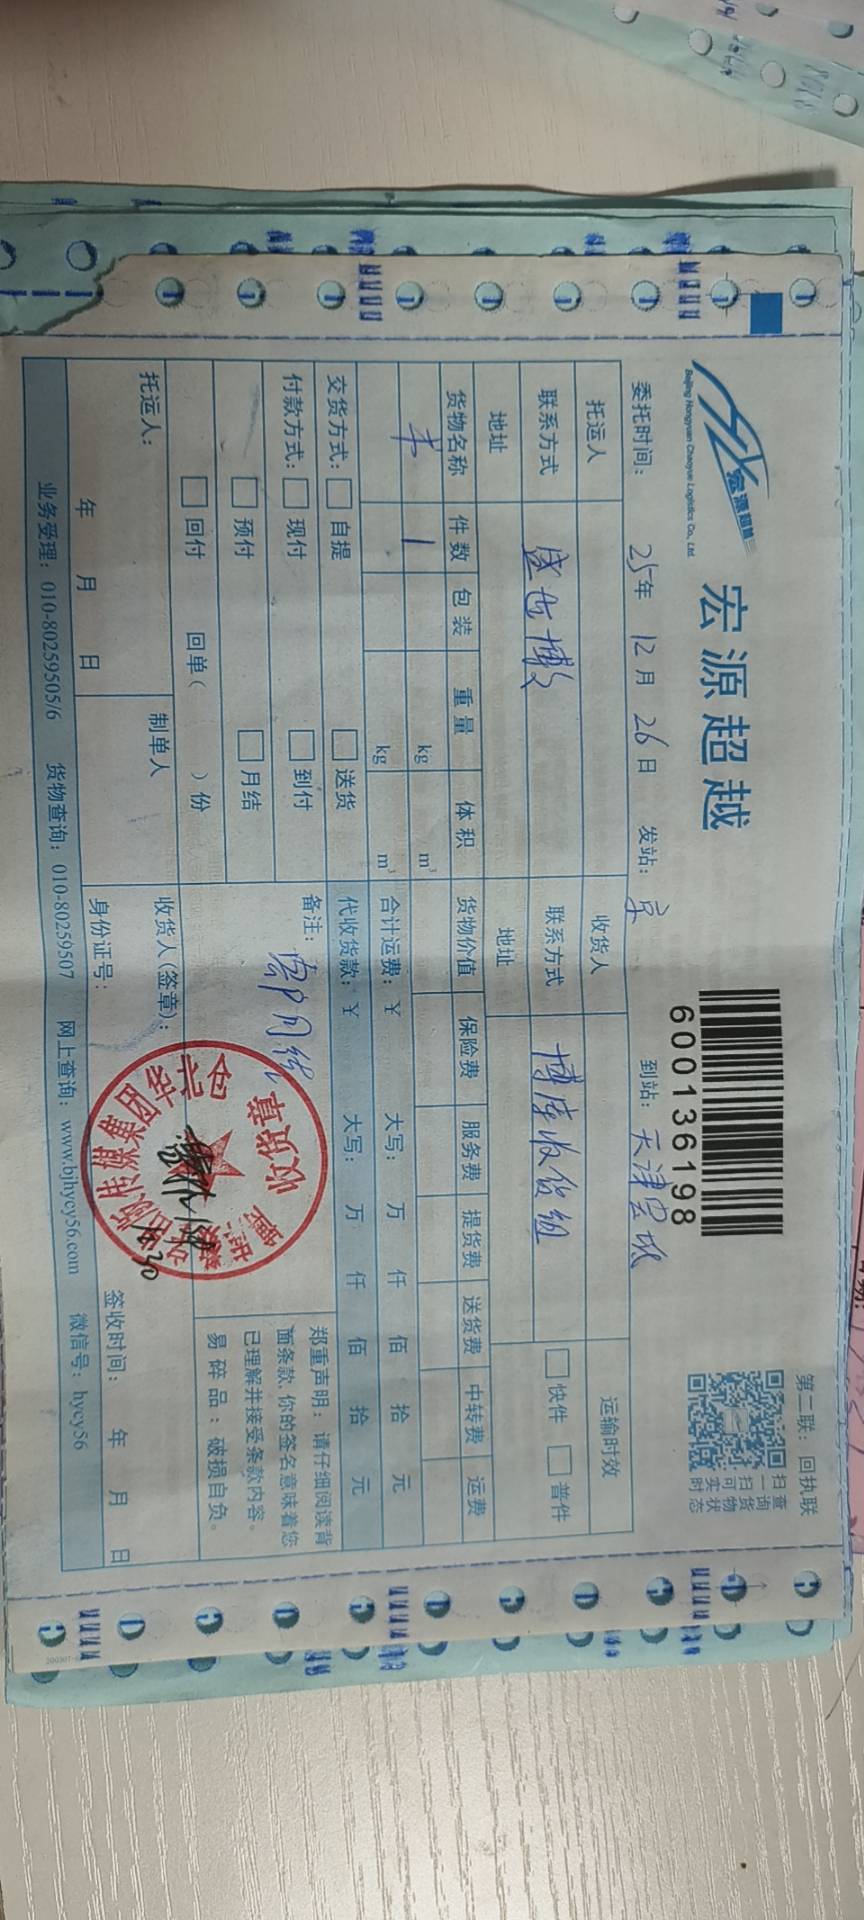 第二联：回执联
宏源超越
宏源超越
Beijing Hongyuan Chaoyue Logistics Co., Ltd.
600136198
扫一扫可实时
查询货物状态
委托时间： 25年 12月 26日 发站： 京 到站： 天津宝坻
托运人 收货人 运输时效
联系方式 盛世博文 联系方式 博库收货组 快件 普件
地址 地址
货物名称 件数 包装 重量 体积 货物价值 保险费 服务费 提货费 送货费 中转费 运费
书 1 kg m³
kg m³ 合计运费：￥ 大写： 万 仟 佰 拾 元
交货方式： 自提 送货 代收货款：￥ 大写： 万 仟 佰 拾 元
付款方式： 现付 到付 备注：
预付 月结
回付 回单（ ）份
郑重声明：请仔细阅读背
面条款，你的签名意味着您
已理解并接受条款内容。
易碎品：破损自负。
托运人： 制单人 收货人（签章）：
收货章
年 月 日 身份证号： 签收时间： 年 月 日
业务受理：010-80259505/6 货物查询：010-80259507 网上查询：www.bjhycy56.com 微信号：hycy56